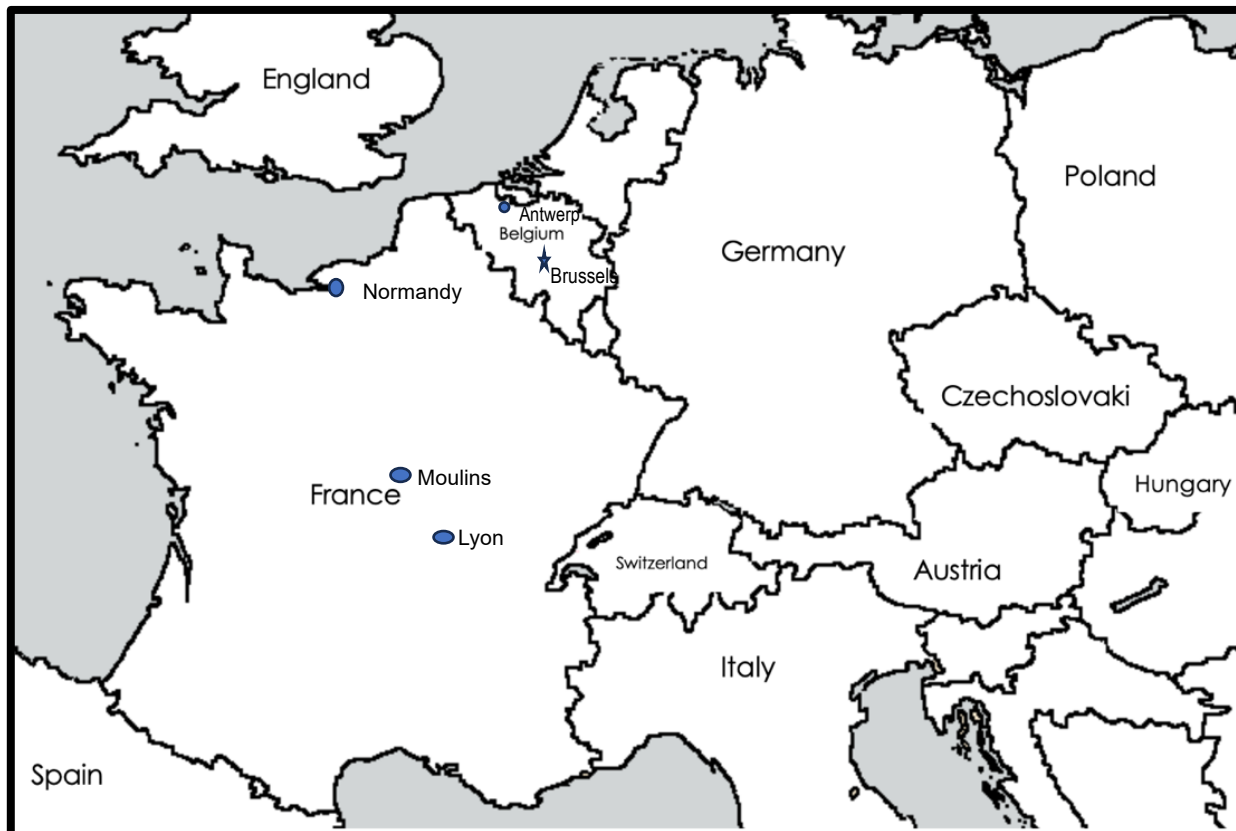 England
Poland
Antwerp
Belgium
Germany
Brussels
Normandy
Czechoslovaki
Moulins
Hungary
France
Lyon
Switzerland
Austria
Italy
Spain